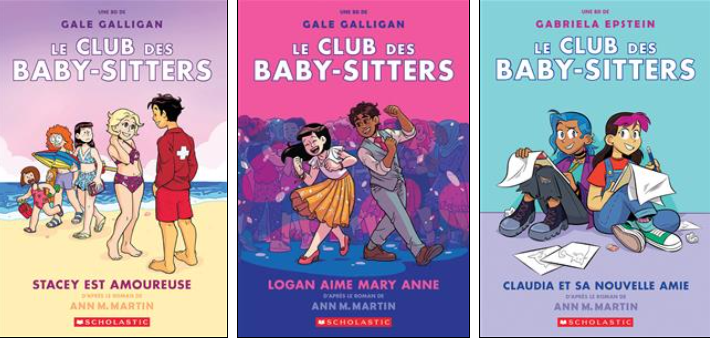 UNE BD DE
GALE GALLIGAN
LE CLUB DES
BABY-SITTERS
STACEY EST AMOUREUSE
D'APRÈS LE ROMAN DE
ANN M. MARTIN
SCHOLASTIC
UNE BD DE
GALE GALLIGAN
LE CLUB DES
BABY-SITTERS
LOGAN AIME MARY ANNE
D'APRÈS LE ROMAN DE
ANN M. MARTIN
SCHOLASTIC
UNE BD DE
GABRIELA EPSTEIN
LE CLUB DES
BABY-SITTERS
CLAUDIA ET SA NOUVELLE AMIE
D'APRÈS LE ROMAN DE
ANN M. MARTIN
SCHOLASTIC